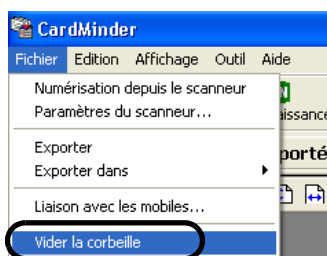 CardMinder
Fichier Edition Affichage Outil Aide
Numérisation depuis le scanneur
Paramètres du scanneur...
Exporter
Exporter dans
Liaison avec les mobiles...
Vider la corbeille